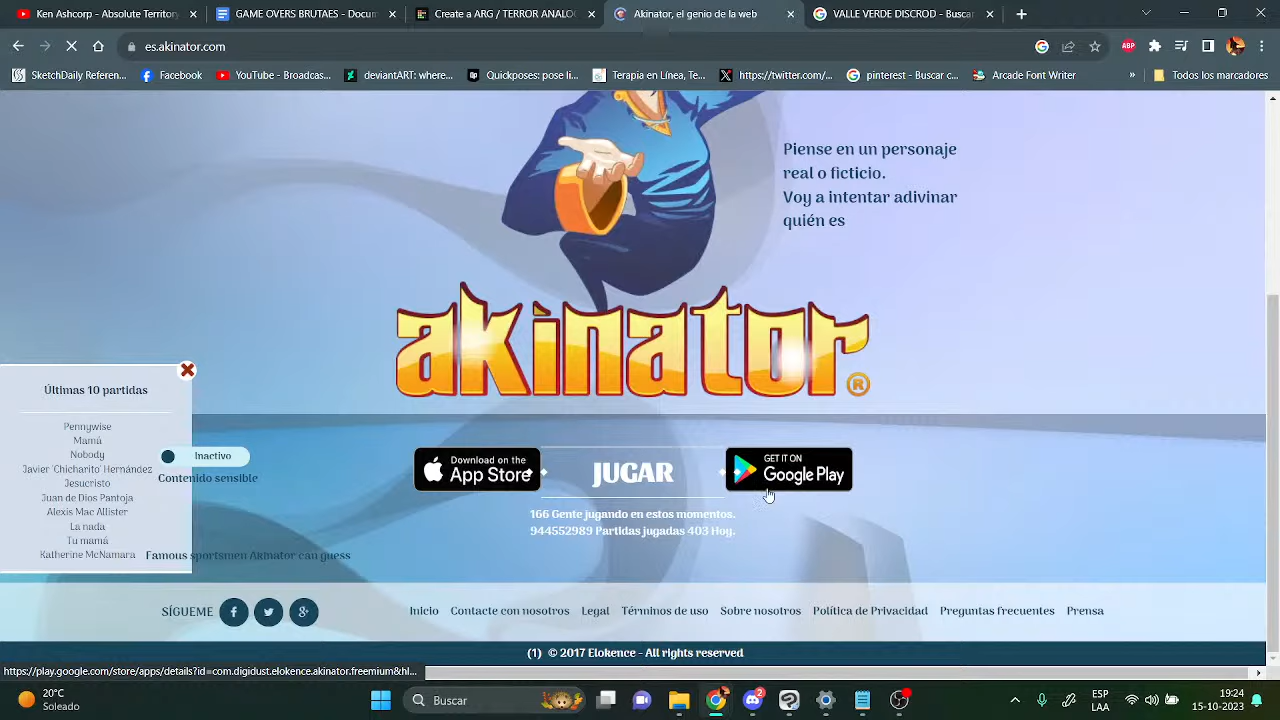 Ken Ascorp - Another Territory
GAME OVERS BRUTAES - Docum
Create a ARG / TERROR ANALO
Akinator, el genio de la web
VALLE VERDE DISCROD - Buscar
es.akinator.com
SkechDaily Referen...
Facebook
YouTube - Broadcas...
deviantART: where...
Quickposes: pose li...
Terapia en Línea, Te...
https://twitter.com/...
pinterest - Buscar c...
Arcade Font Writer
»
Todos los marcadores
Piense en un personaje
real o ficticio.
Voy a intentar adivinar
quién es
akinator®
Últimas 10 partidas
Pennywise
Mamá
Nobody
Javier 'Chicharito' Hernández
Jesucristo
Juan de Dios Pantoja
Alexis Mac Allister
La nada
Tu mamá
Katherine McNamara
Inactivo
Contenido sensible
Famous sportsmen Akinator can guess
Download on the
App Store
JUGAR
GET IT ON
Google Play
166 Gente jugando en estos momentos.
944552989 Partidas jugadas 403 Hoy.
SÍGUEME
Inicio Contacte con nosotros Legal Términos de uso Sobre nosotros Política de Privacidad Preguntas frecuentes Prensa
(1) © 2017 Elokence - All rights reserved
https://play.google.com/store/apps/details?id=com.digidust.elokence.akinator.freemium&hl...
20°C
Soleado
Buscar
2
ESP
LAA
19:24
15-10-2023